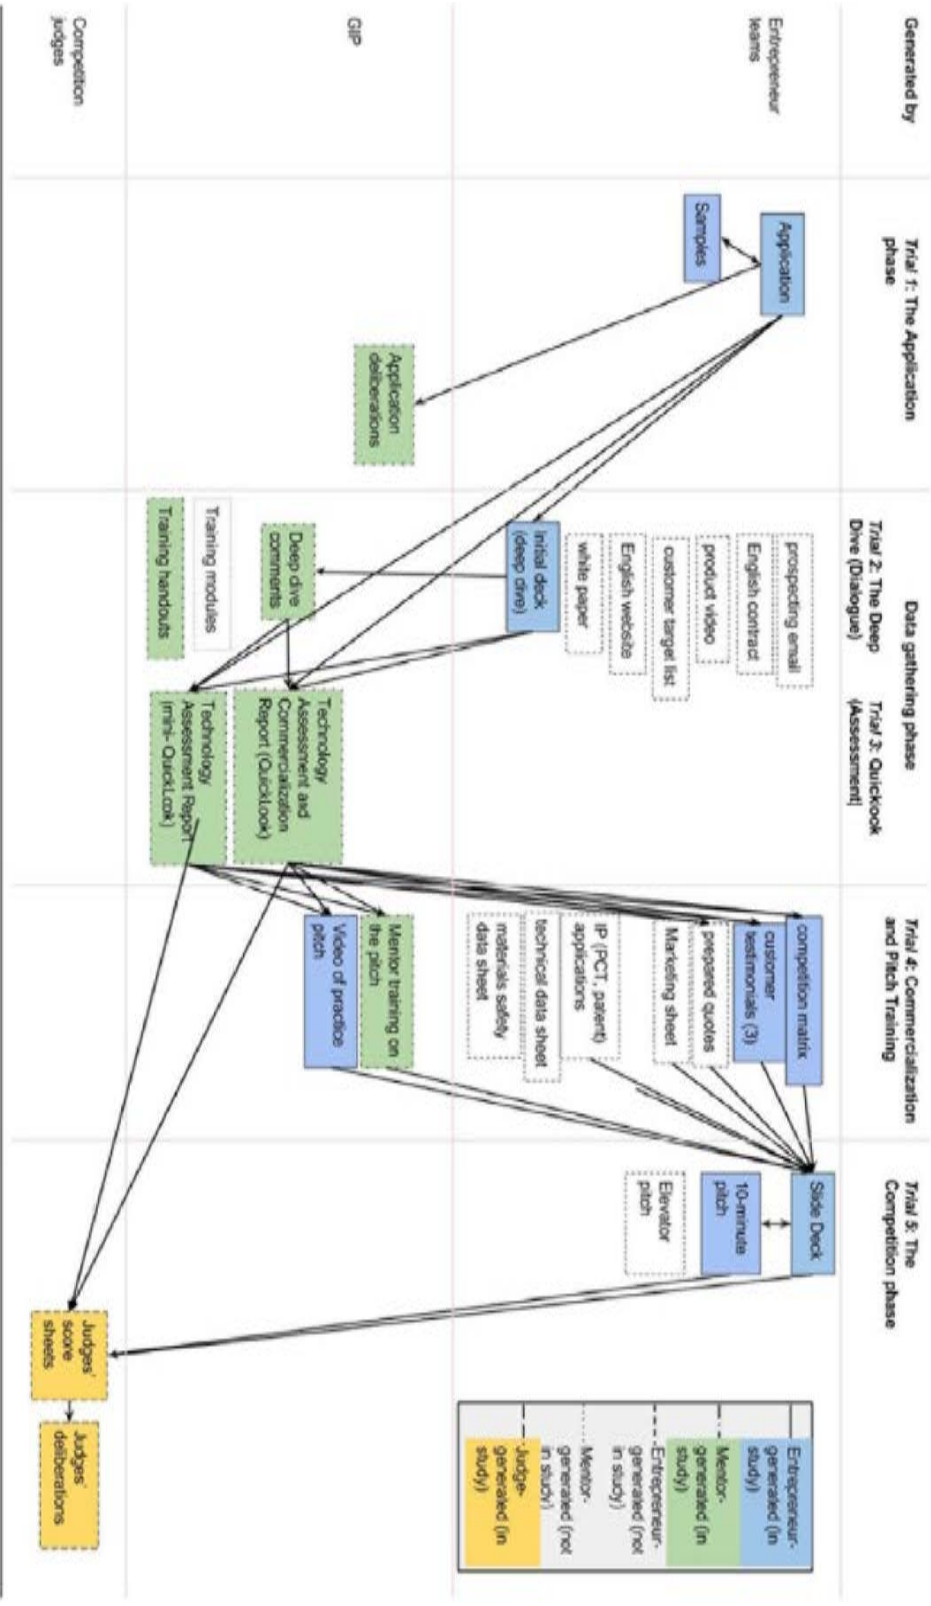 Generated by
Trial 1: The Application
phase
Data gathering phase
Trial 2: The Deep
Dive (Dialogue)
Trial 3: Quicklook
(Assessment)
Trial 4: Commercialization
and Pitch Training
Trial 5: The
Competition phase
Entrepreneur
teams
Application
Samples
prospecting email
English contract
product video
customer target list
English website
white paper
Initial deck
(deep dive)
competition matrix
customer
testimonials (3)
prepared quotes
Marketing sheet
IP (PCT, patent)
applications
technical data sheet
materials safety
data sheet
Slide Deck
10-minute
pitch
Elevator
pitch
GIP
Application
deliberations
Deep dive
comments
Training modules
Training handouts
Technology
Assessment and
Commercialization
Report (QuickLook)
Technology
Assessment Report
(mini- QuickLook)
Mentor training on
the pitch
Video of practice
pitch
Competition
judges
Judges'
score
sheets
Judges'
deliberations
Entrepreneur-
generated (in
study)
Mentor-
generated (in
study)
Entrepreneur-
generated (not
in study)
Mentor-
generated (not
in study)
Judge-
generated (in
study)